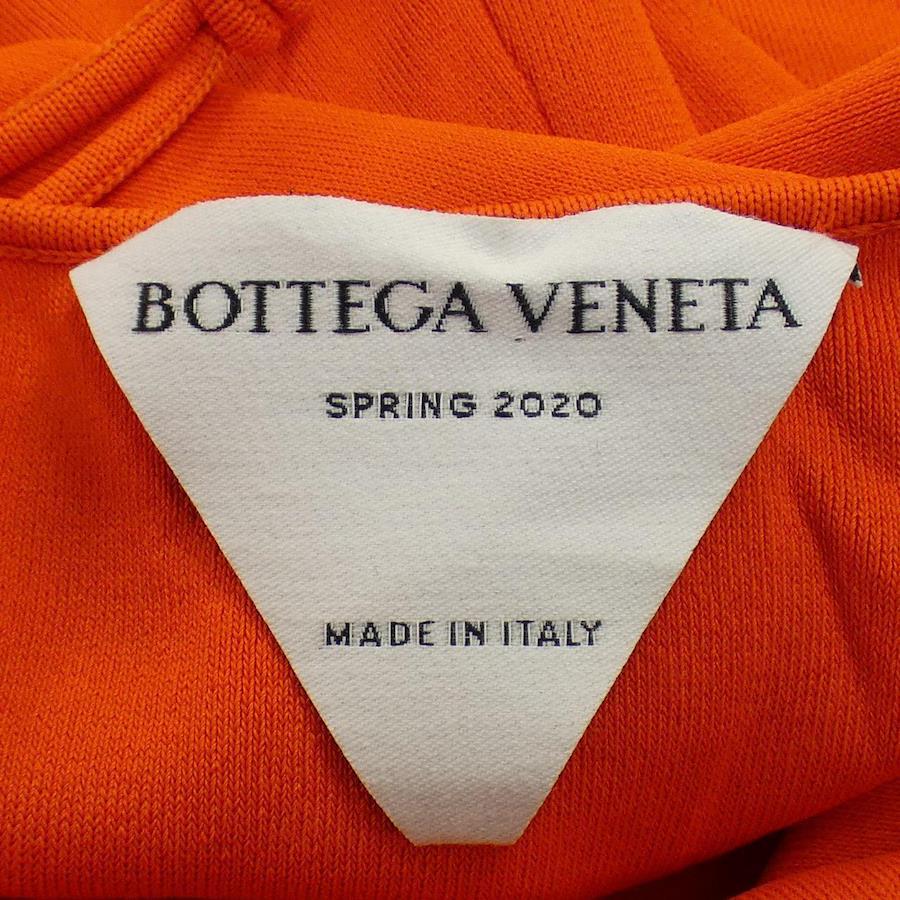 BOTTEGA VENETA
SPRING 2020
MADE IN ITALY